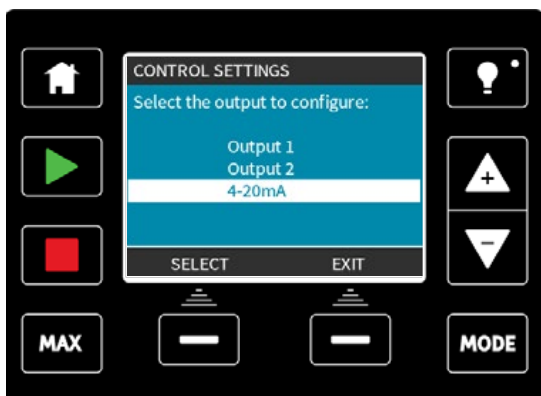 CONTROL SETTINGS
Select the output to configure:
Output 1
Output 2
4-20mA
SELECT EXIT
MAX
MODE